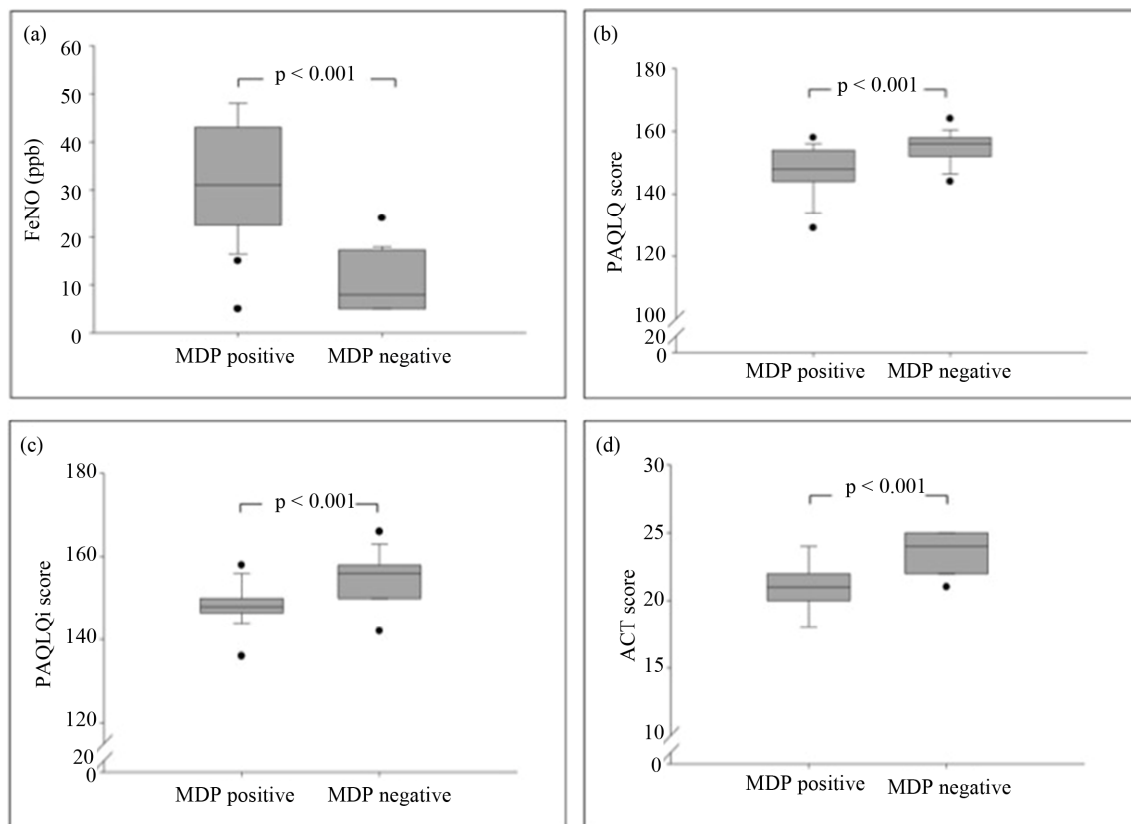 (a)
60
50
40
30
20
10
0
FeNO (ppb)
p < 0.001
MDP positive
MDP negative
(b)
180
160
140
120
100
20
0
PAQLQ score
p < 0.001
MDP positive
MDP negative
(c)
180
160
140
120
20
0
PAQLQi score
p < 0.001
MDP positive
MDP negative
(d)
30
25
20
15
10
0
ACT score
p < 0.001
MDP positive
MDP negative